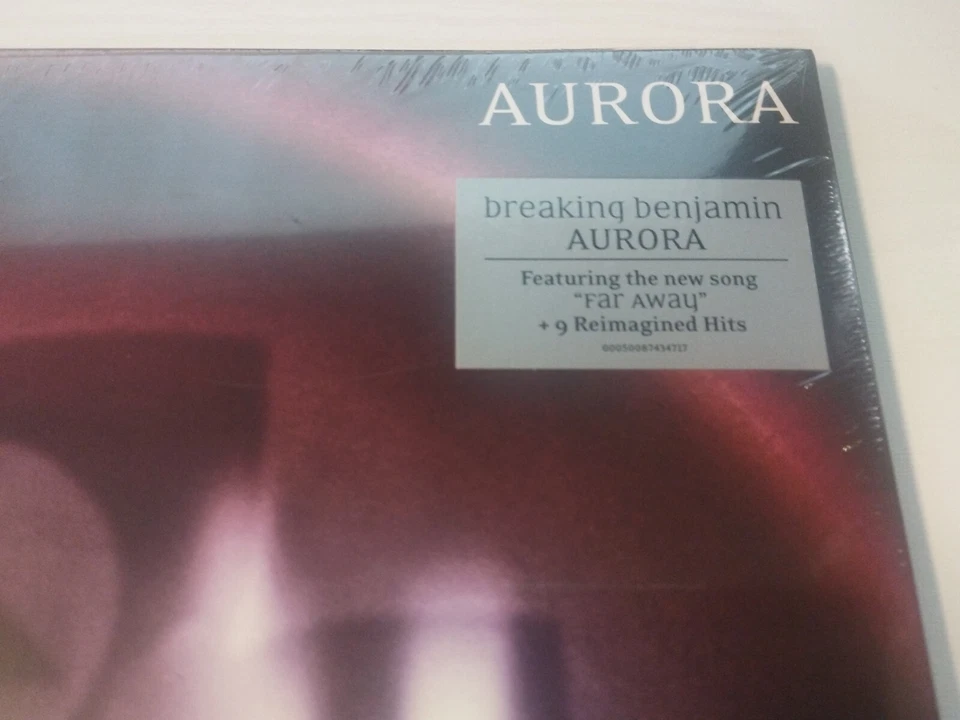 AURORA
breaking benjamin
AURORA
Featuring the new song
"Far Away"
+ 9 Reimagined Hits